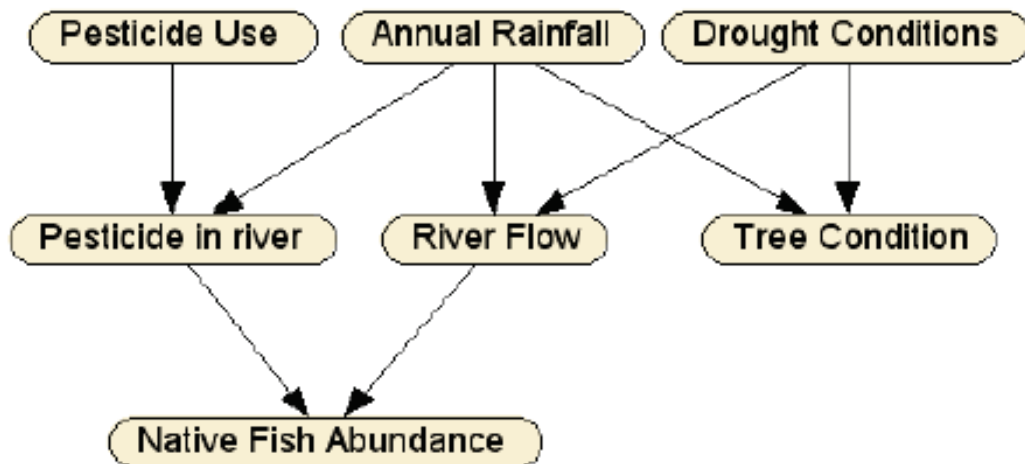 Pesticide Use
Annual Rainfall
Drought Conditions
Pesticide in river
River Flow
Tree Condition
Native Fish Abundance